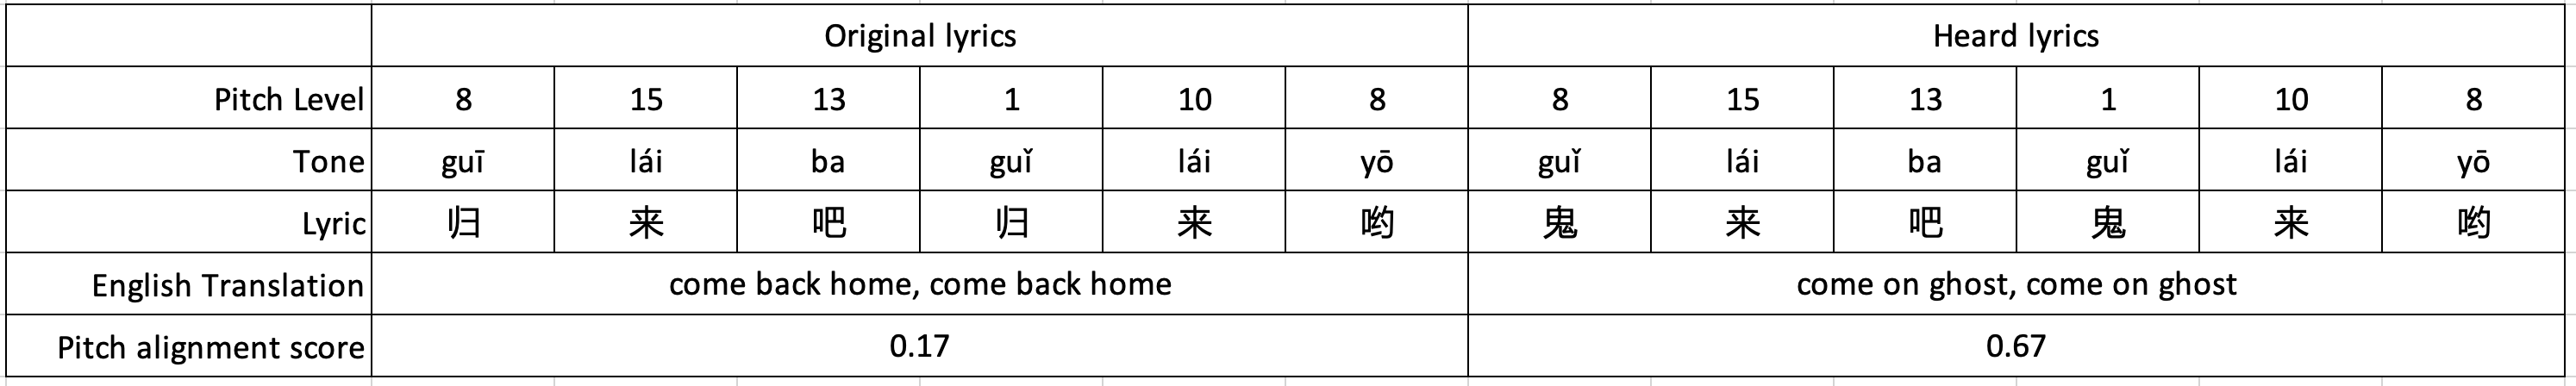 Original lyrics Heard lyrics
Pitch Level 8 15 13 1 10 8 8 15 13 1 10 8
Tone guī lái ba guǐ lái yō guǐ lái ba guǐ lái yō
Lyric 归 来 吧 归 来 哟 鬼 来 吧 鬼 来 哟
English Translation come back home, come back home come on ghost, come on ghost
Pitch alignment score 0.17 0.67